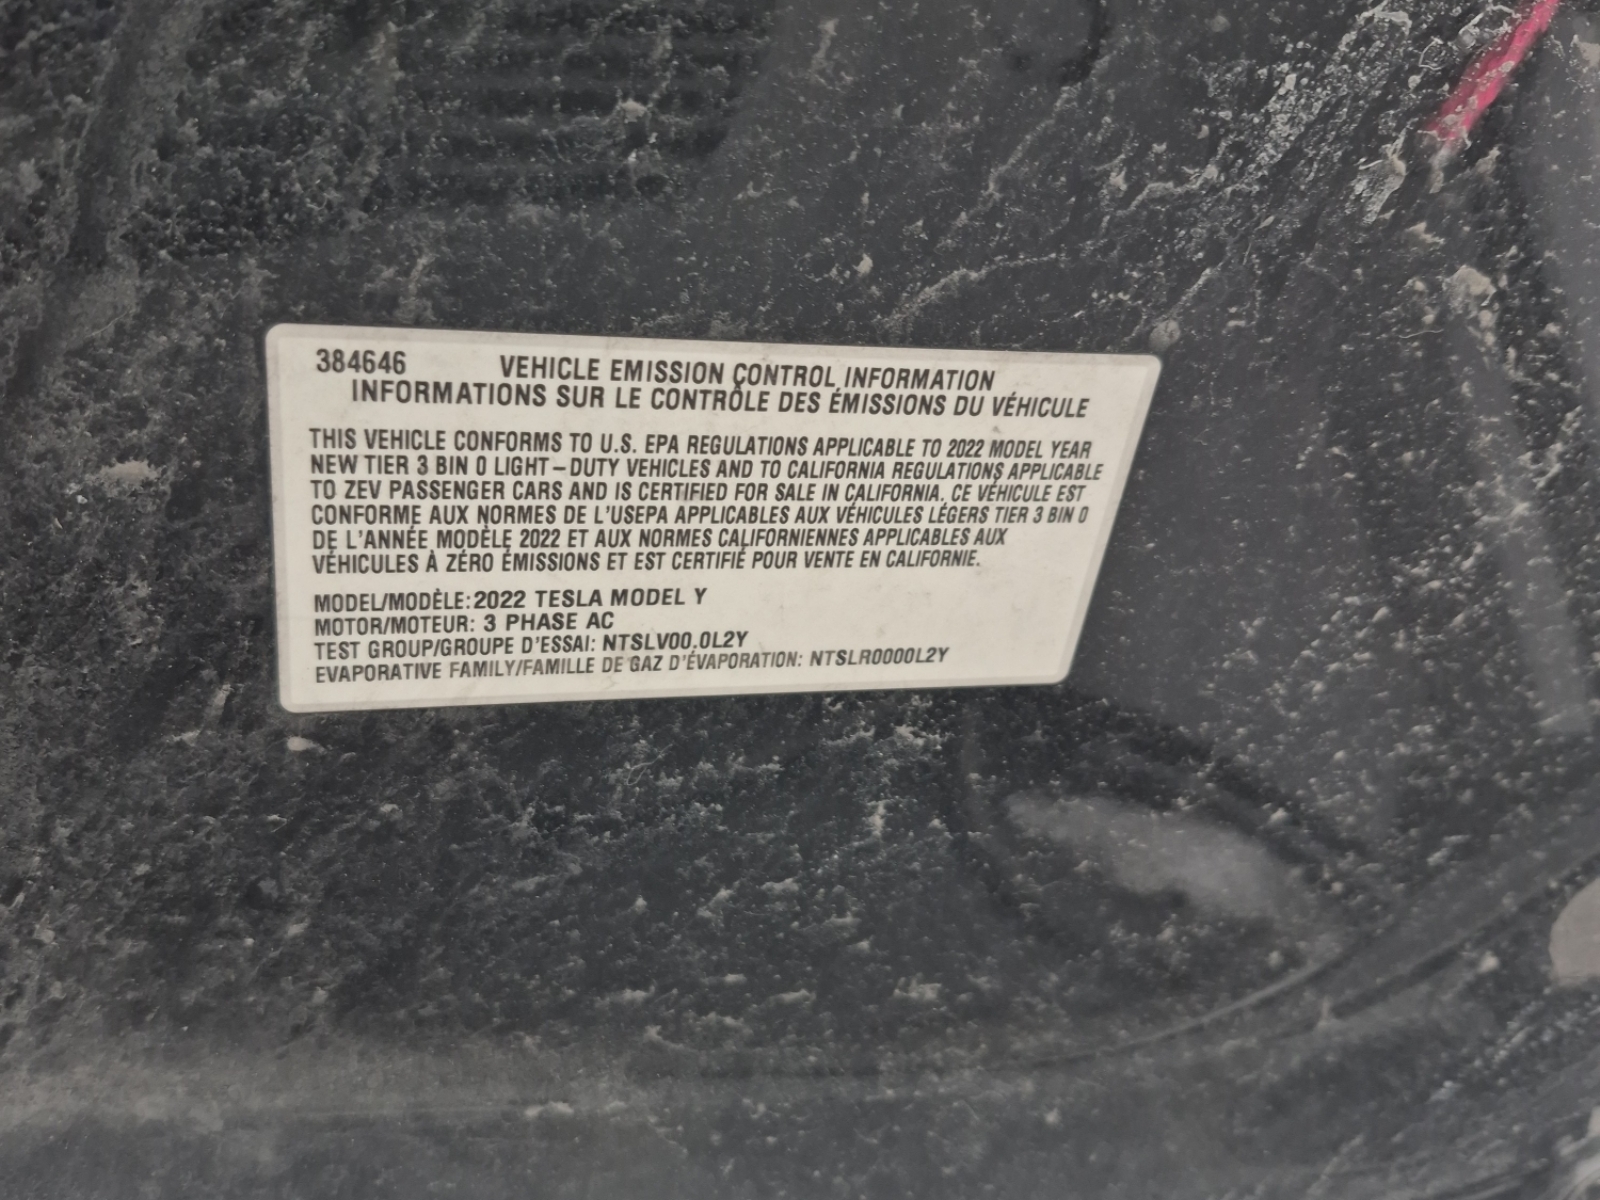 384646 VEHICLE EMISSION CONTROL INFORMATION
INFORMATIONS SUR LE CONTRÔLE DES ÉMISSIONS DU VÉHICULE
THIS VEHICLE CONFORMS TO U.S. EPA REGULATIONS APPLICABLE TO 2022 MODEL YEAR
NEW TIER 3 BIN 0 LIGHT-DUTY VEHICLES AND TO CALIFORNIA REGULATIONS APPLICABLE
TO ZEV PASSENGER CARS AND IS CERTIFIED FOR SALE IN CALIFORNIA. CE VÉHICULE EST
CONFORME AUX NORMES DE L'USEPA APPLICABLES AUX VÉHICULES LÉGERS TIER 3 BIN 0
DE L'ANNÉE MODÈLE 2022 ET AUX NORMES CALIFORNIENNES APPLICABLES AUX
VÉHICULES À ZÉRO ÉMISSIONS ET EST CERTIFIÉ POUR VENTE EN CALIFORNIE.
MODEL/MODÈLE: 2022 TESLA MODEL Y
MOTOR/MOTEUR: 3 PHASE AC
TEST GROUP/GROUPE D'ESSAI: NTSLV00.0L2Y
EVAPORATIVE FAMILY/FAMILLE DE GAZ D'ÉVAPORATION: NTSLR0000L2Y